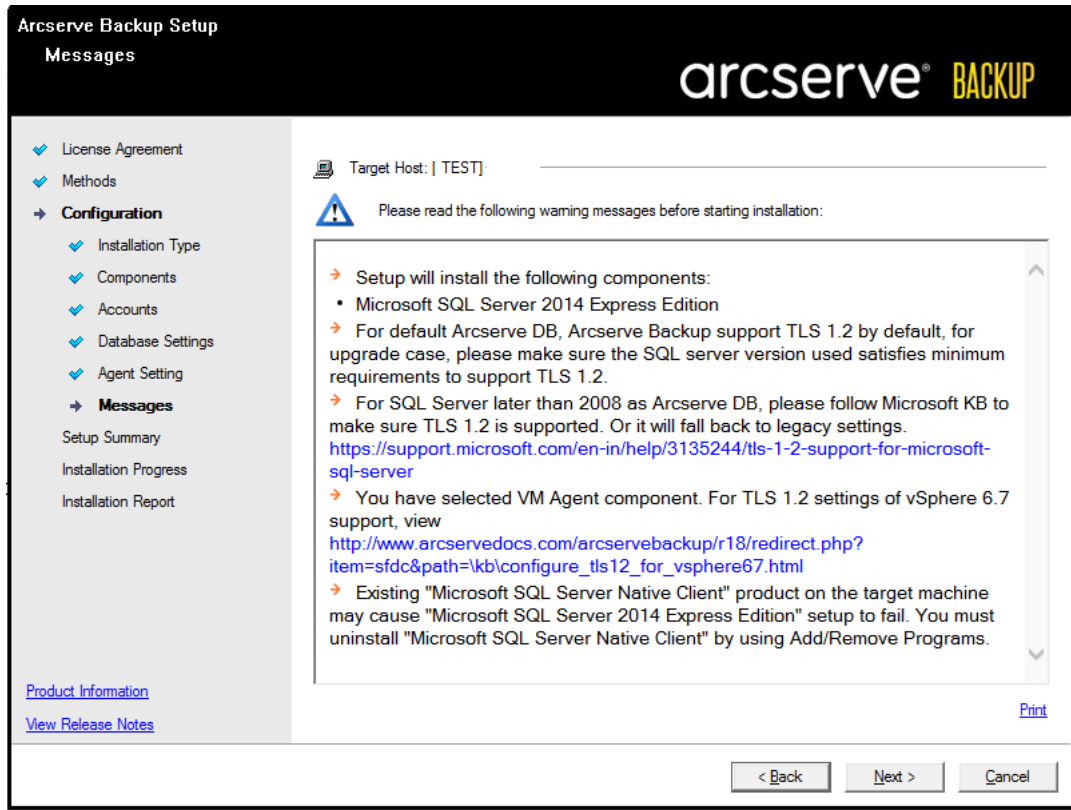 Arcserve Backup Setup
Messages
arcserve® BACKUP
License Agreement
Methods
Configuration
Installation Type
Components
Accounts
Database Settings
Agent Setting
Messages
Setup Summary
Installation Progress
Installation Report
Product Information
View Release Notes
Target Host: [ TEST]
Please read the following warning messages before starting installation:
Setup will install the following components:
• Microsoft SQL Server 2014 Express Edition
For default Arcserve DB, Arcserve Backup support TLS 1.2 by default, for
upgrade case, please make sure the SQL server version used satisfies minimum
requirements to support TLS 1.2.
For SQL Server later than 2008 as Arcserve DB, please follow Microsoft KB to
make sure TLS 1.2 is supported. Or it will fall back to legacy settings.
https://support.microsoft.com/en-in/help/3135244/tls-1-2-support-for-microsoft-
sql-server
You have selected VM Agent component. For TLS 1.2 settings of vSphere 6.7
support, view
http://www.arcservedocs.com/arcservebackup/r18/redirect.php?
item=sfdc&path=\kb\configure_tls12_for_vsphere67.html
Existing "Microsoft SQL Server Native Client" product on the target machine
may cause "Microsoft SQL Server 2014 Express Edition" setup to fail. You must
uninstall "Microsoft SQL Server Native Client" by using Add/Remove Programs.
Print
< Back
Next >
Cancel